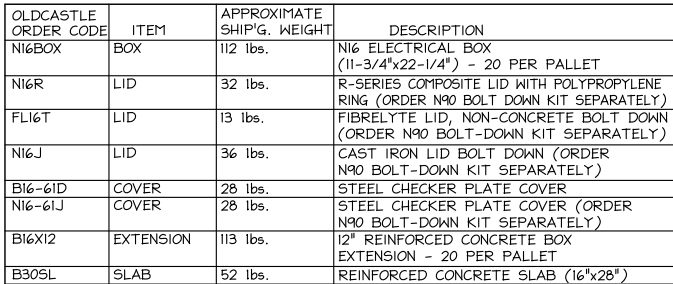 OLDCASTLE ORDER CODE ITEM APPROXIMATE SHIP'G. WEIGHT DESCRIPTION
N16BOX BOX 112 lbs. N16 ELECTRICAL BOX
(11-3/4"x22-1/4") - 20 PER PALLET
N16R LID 32 lbs. R-SERIES COMPOSITE LID WITH POLYPROPYLENE
RING (ORDER N90 BOLT DOWN KIT SEPARATELY)
FL16T LID 13 lbs. FIBRELYTE LID, NON-CONCRETE BOLT DOWN
(ORDER N90 BOLT-DOWN KIT SEPARATELY)
N16J LID 36 lbs. CAST IRON LID BOLT DOWN (ORDER
N90 BOLT-DOWN KIT SEPARATELY)
B16-61D COVER 28 lbs. STEEL CHECKER PLATE COVER
N16-61J COVER 28 lbs. STEEL CHECKER PLATE COVER (ORDER
N90 BOLT-DOWN KIT SEPARATELY)
B16X12 EXTENSION 113 lbs. 12" REINFORCED CONCRETE BOX
EXTENSION - 20 PER PALLET
B30SL SLAB 52 lbs. REINFORCED CONCRETE SLAB (16"x28")